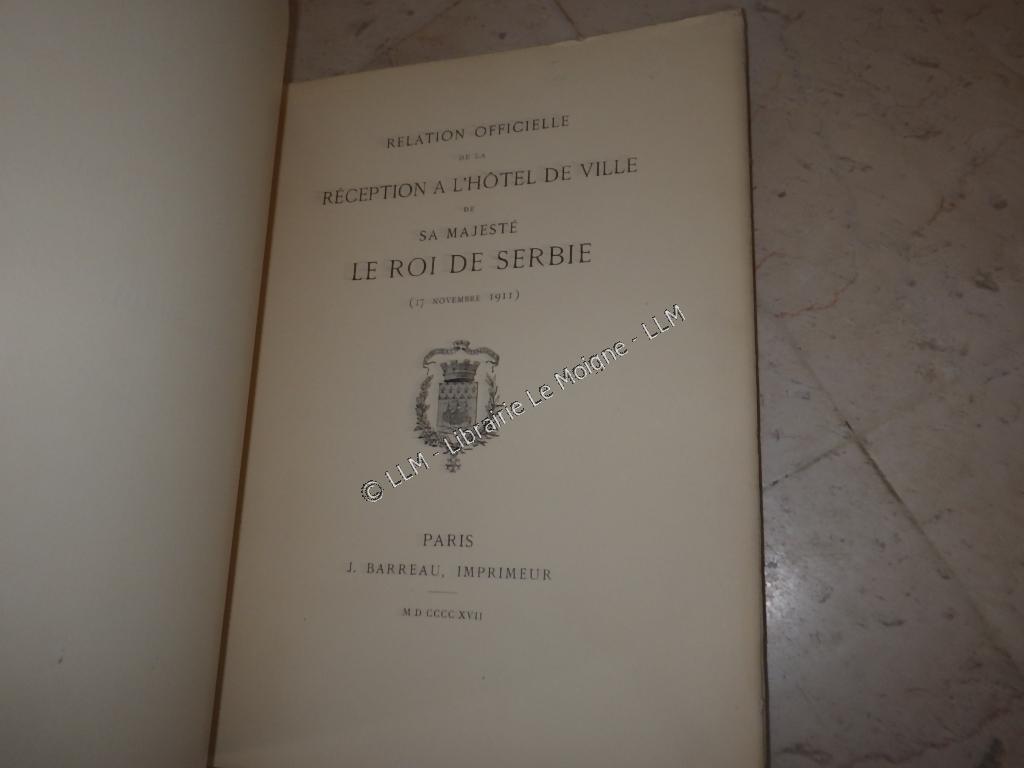 RELATION OFFICIELLE
DE LA
RÉCEPTION A L'HÔTEL DE VILLE
DE
SA MAJESTÉ
LE ROI DE SERBIE
(17 NOVEMBRE 1911)
© LLM - Librairie Le Moigne - LLM
PARIS
J. BARREAU, IMPRIMEUR
M D CCCC XVII